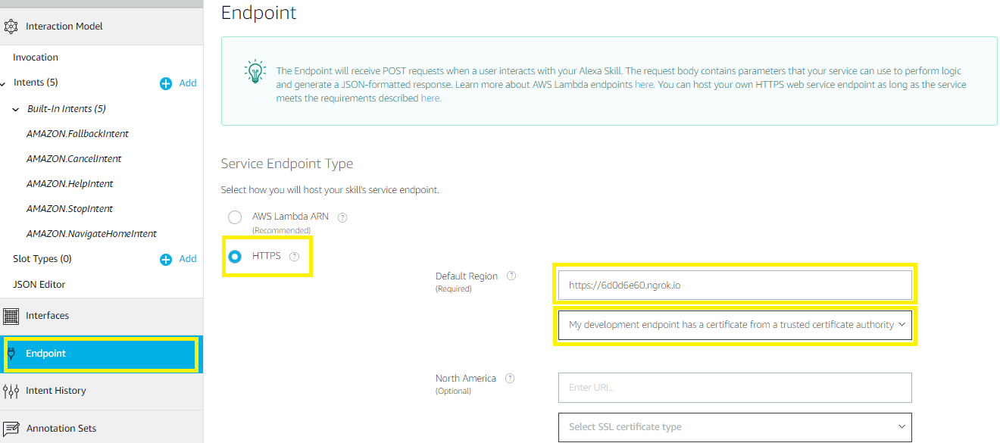 Interaction Model
Invocation
Intents (5)
Add
Built-In Intents (5)
AMAZON.FallbackIntent
AMAZON.CancelIntent
AMAZON.HelpIntent
AMAZON.StopIntent
AMAZON.NavigateHomeIntent
Slot Types (0)
Add
JSON Editor
Interfaces
Endpoint
Intent History
Annotation Sets
Endpoint
The Endpoint will receive POST requests when a user interacts with your Alexa Skill. The request body contains parameters that your service can use to perform logic
and generate a JSON-formatted response. Learn more about AWS Lambda endpoints here. You can host your own HTTPS web service endpoint as long as the service
meets the requirements described here.
Service Endpoint Type
Select how you will host your skill's service endpoint.
AWS Lambda ARN ?
(Recommended)
HTTPS ?
Default Region ?
(Required)
https://6d0d6e60.ngrok.io
My development endpoint has a certificate from a trusted certificate authority
North America ?
(Optional)
Enter URI...
Select SSL certificate type